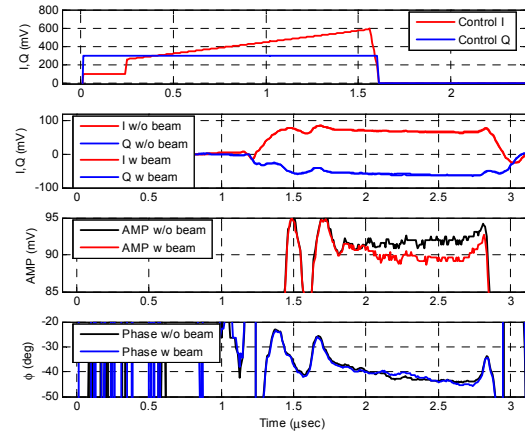 800
600
400
200
0
I,Q (mV)
Control I
Control Q
0 0.5 1 1.5 2
100
0
-100
I,Q (mV)
I w/o beam
Q w/o beam
I w beam
Q w beam
0 0.5 1 1.5 2 2.5 3
95
90
85
AMP (mV)
AMP w/o beam
AMP w beam
0 0.5 1 1.5 2 2.5 3
-20
-30
-40
-50
ϕ (deg)
Phase w/o beam
Phase w beam
0 0.5 1 1.5 2 2.5 3
Time (μsec)